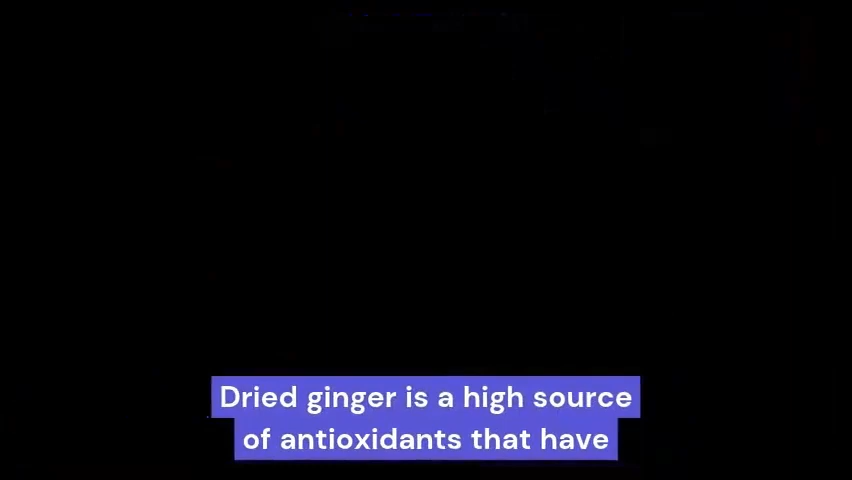 Dried ginger is a high source
of antioxidants that have